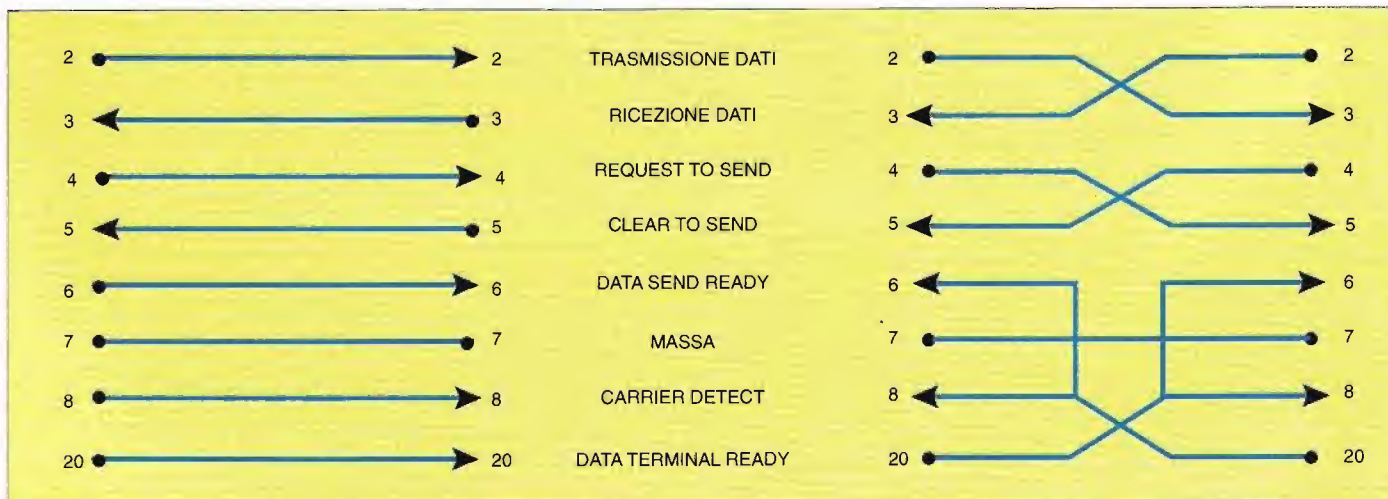 2 2 TRASMISSIONE DATI 2 2
3 3 RICEZIONE DATI 3 3
4 4 REQUEST TO SEND 4 4
5 5 CLEAR TO SEND 5 5
6 6 DATA SEND READY 6 6
7 7 MASSA 7 7
8 8 CARRIER DETECT 8 8
20 20 DATA TERMINAL READY 20 20